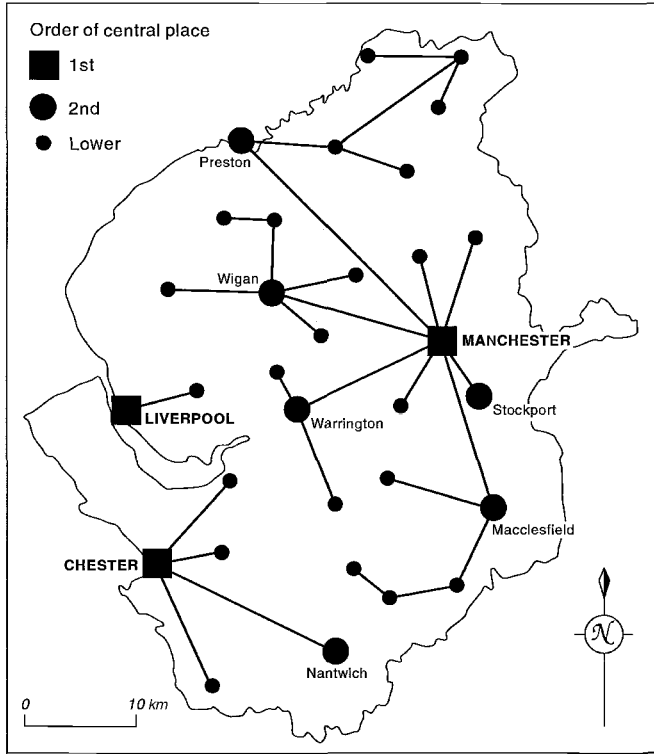 Order of central place
1st
2nd
Lower
Preston
Wigan
MANCHESTER
LIVERPOOL
Warrington
Stockport
Macclesfield
CHESTER
Nantwich
N
0 10 km